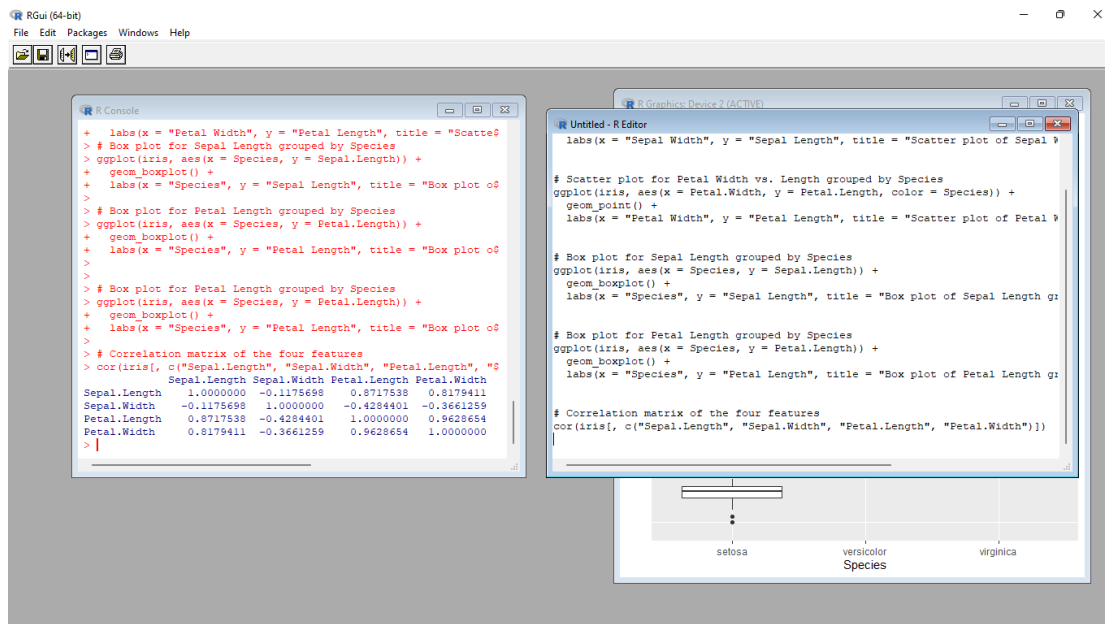 RGui (64-bit)
File Edit Packages Windows Help
R Console
+   labs(x = "Petal Width", y = "Petal Length", title = "Scatte$
> # Box plot for Sepal Length grouped by Species
> ggplot(iris, aes(x = Species, y = Sepal.Length)) +
+   geom_boxplot() +
+   labs(x = "Species", y = "Sepal Length", title = "Box plot o$
>
> # Box plot for Petal Length grouped by Species
> ggplot(iris, aes(x = Species, y = Petal.Length)) +
+   geom_boxplot() +
+   labs(x = "Species", y = "Petal Length", title = "Box plot o$
>
>
> # Box plot for Petal Length grouped by Species
> ggplot(iris, aes(x = Species, y = Petal.Length)) +
+   geom_boxplot() +
+   labs(x = "Species", y = "Petal Length", title = "Box plot o$
>
> # Correlation matrix of the four features
> cor(iris[, c("Sepal.Length", "Sepal.Width", "Petal.Length", "$
             Sepal.Length Sepal.Width Petal.Length Petal.Width
Sepal.Length    1.0000000  -0.1175698    0.8717538   0.8179411
Sepal.Width    -0.1175698   1.0000000   -0.4284401  -0.3661259
Petal.Length    0.8717538  -0.4284401    1.0000000   0.9628654
Petal.Width     0.8179411  -0.3661259    0.9628654   1.0000000
>
R Graphics: Device 2 (ACTIVE)
Untitled - R Editor
  labs(x = "Sepal Width", y = "Sepal Length", title = "Scatter plot of Sepal W
# Scatter plot for Petal Width vs. Length grouped by Species
ggplot(iris, aes(x = Petal.Width, y = Petal.Length, color = Species)) +
  geom_point() +
  labs(x = "Petal Width", y = "Petal Length", title = "Scatter plot of Petal W
# Box plot for Sepal Length grouped by Species
ggplot(iris, aes(x = Species, y = Sepal.Length)) +
  geom_boxplot() +
  labs(x = "Species", y = "Sepal Length", title = "Box plot of Sepal Length gr
# Box plot for Petal Length grouped by Species
ggplot(iris, aes(x = Species, y = Petal.Length)) +
  geom_boxplot() +
  labs(x = "Species", y = "Petal Length", title = "Box plot of Petal Length gr
# Correlation matrix of the four features
cor(iris[, c("Sepal.Length", "Sepal.Width", "Petal.Length", "Petal.Width")])
setosa versicolor virginica
Species